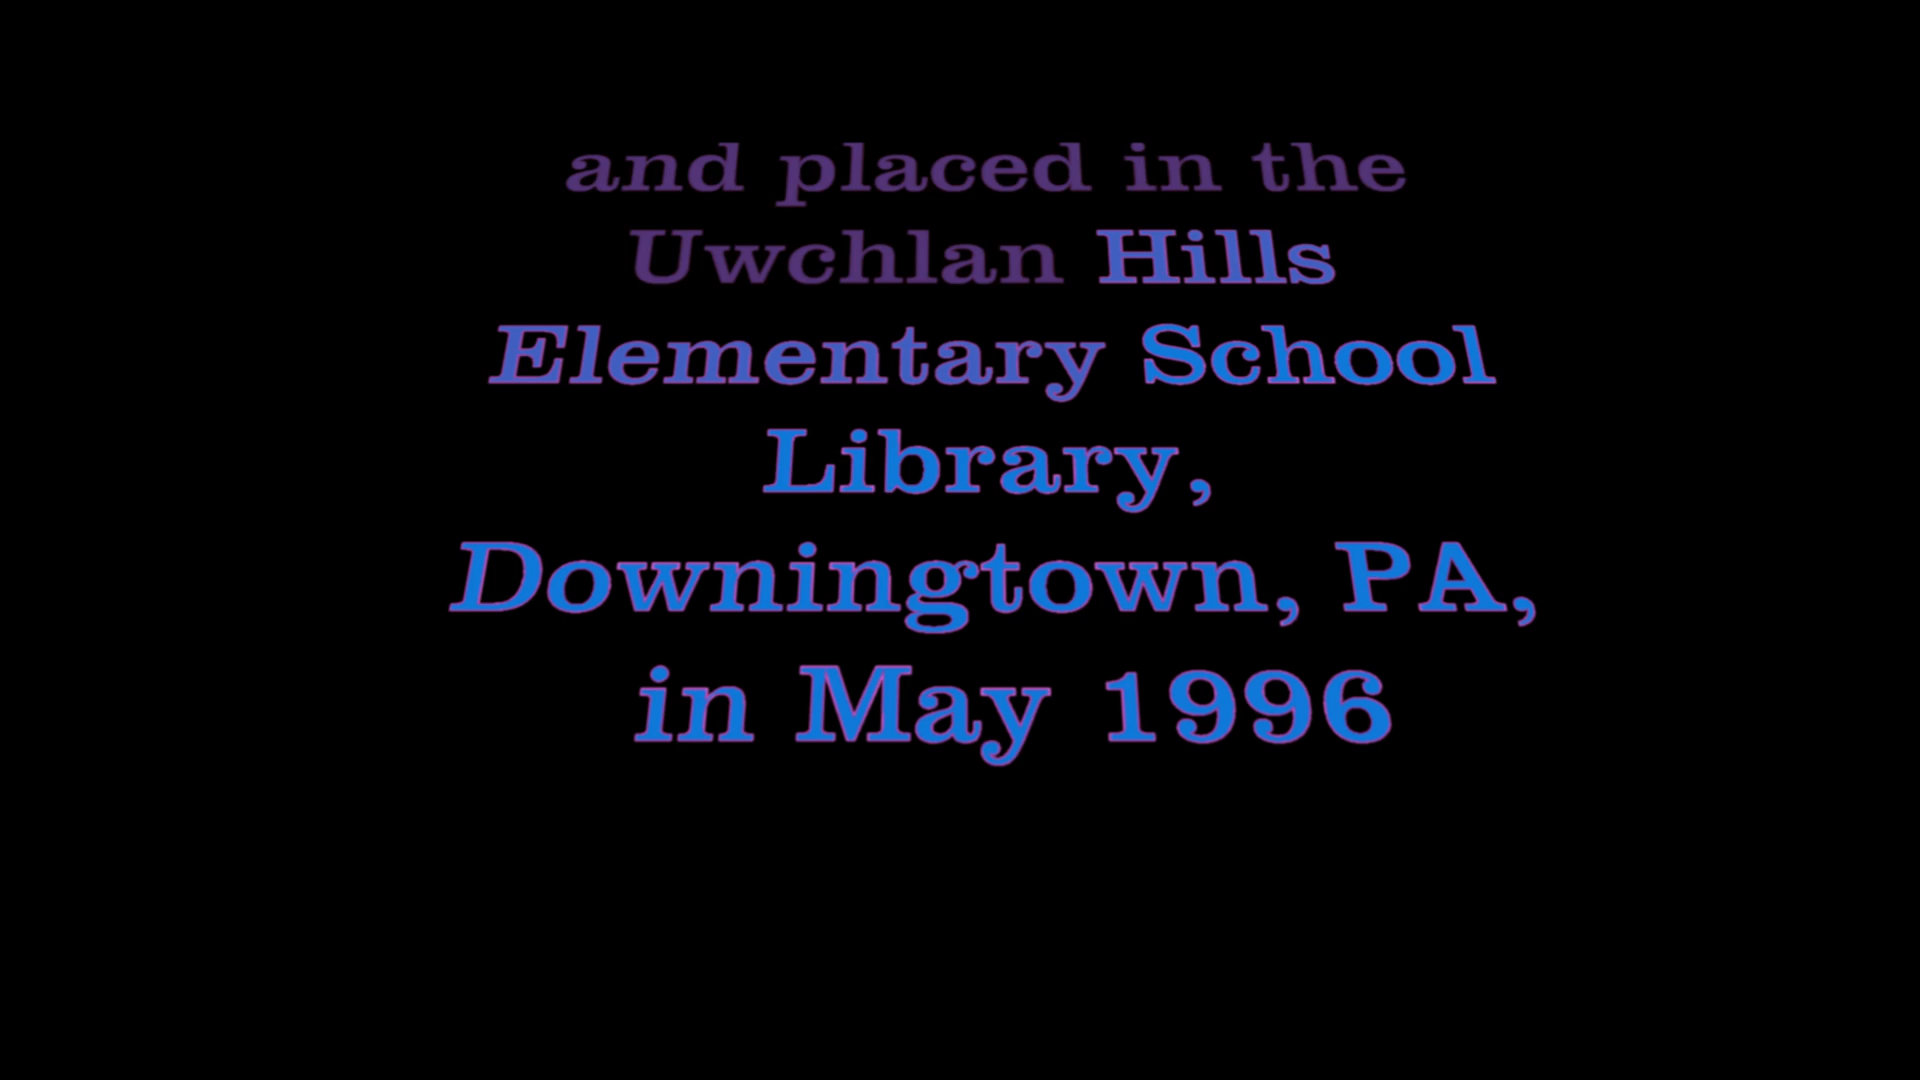 and placed in the
Uwchlan Hills
Elementary School
Library,
Downingtown, PA,
in May 1996